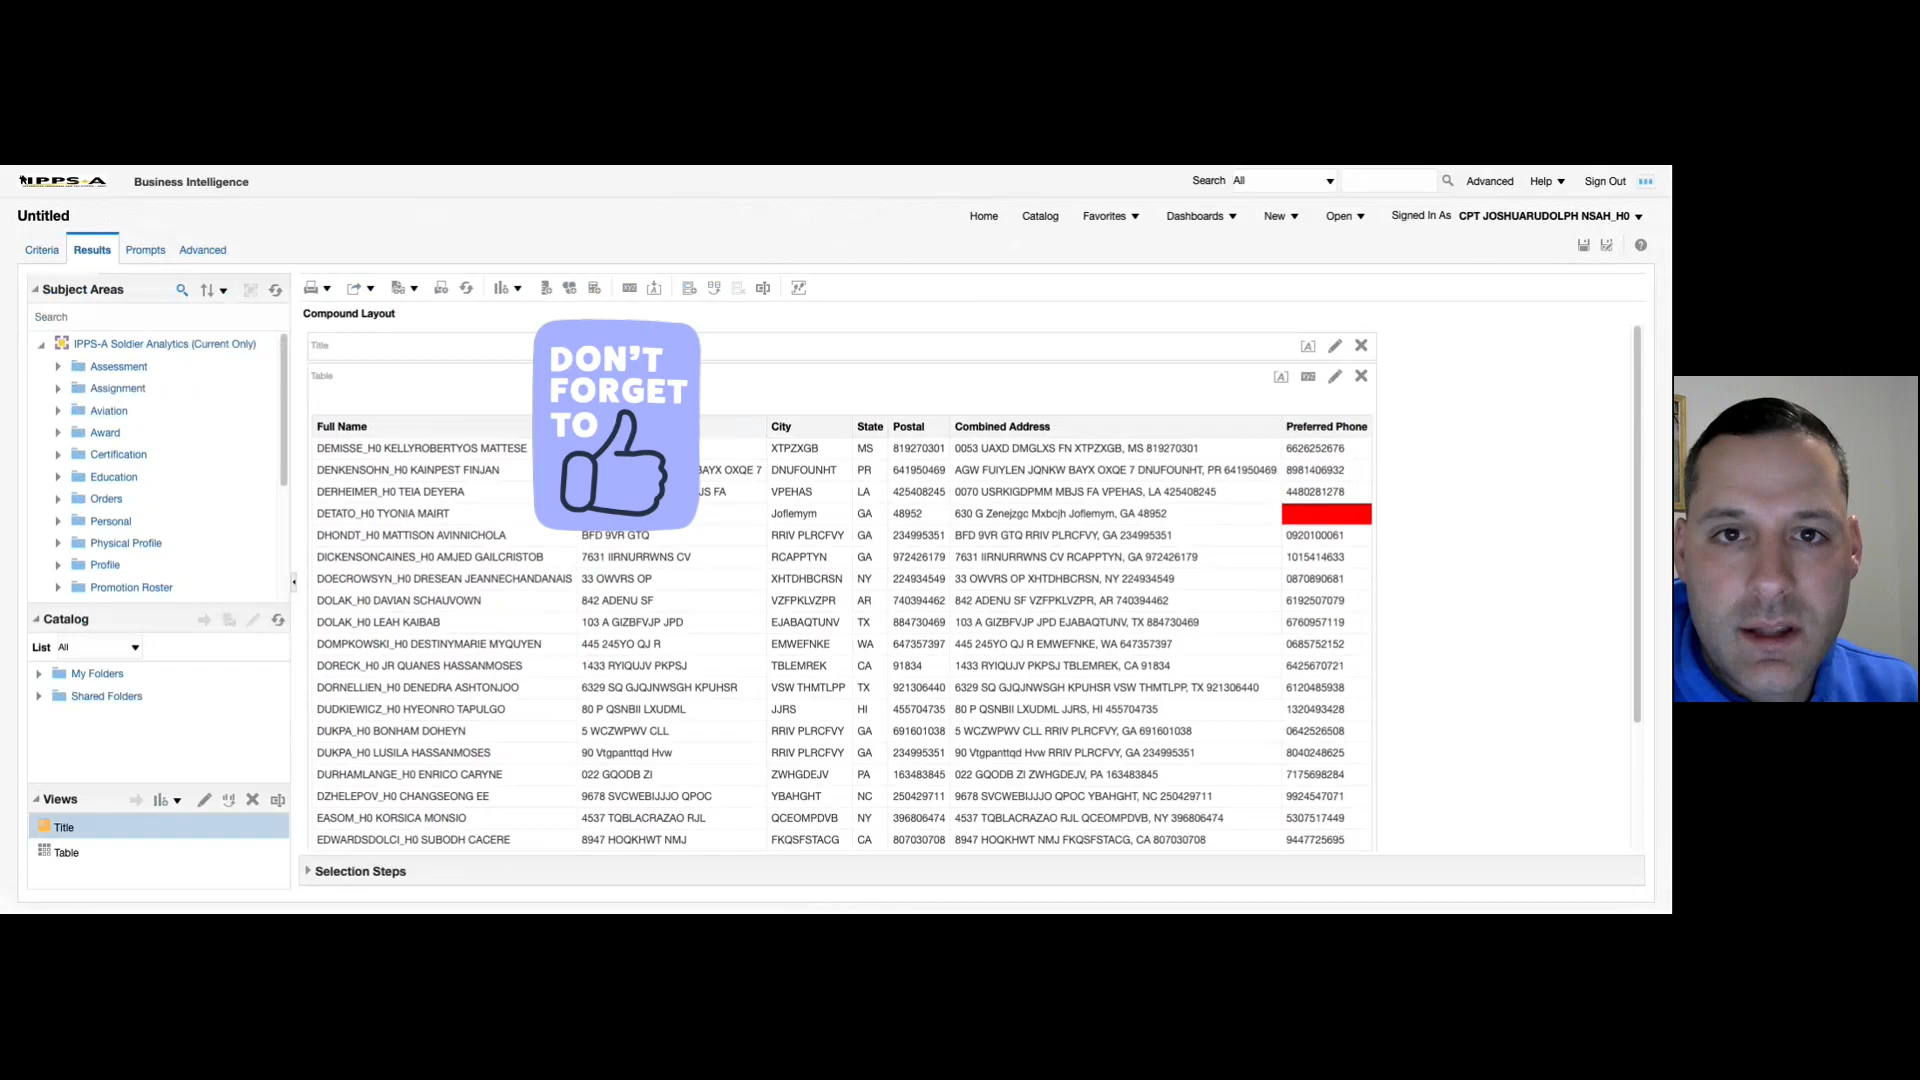 IPPS-A Business Intelligence Search All Advanced Help Sign Out
Untitled Home Catalog Favorites Dashboards New Open Signed In As CPT JOSHUARUDOLPH NSAH_H0
Criteria Results Prompts Advanced
Subject Areas
Search
IPPS-A Soldier Analytics (Current Only)
Assessment
Assignment
Aviation
Award
Certification
Education
Orders
Personal
Physical Profile
Profile
Promotion Roster
Catalog
List All
My Folders
Shared Folders
Views
Title
Table
Compound Layout
Title
Table
DON'T
FORGET
TO
Full Name City State Postal Combined Address Preferred Phone
DEMISSE_H0 KELLYROBERTYOS MATTESE XTPZXGB MS 819270301 0053 UAXD DMGLXS FN XTPZXGB, MS 819270301 6626252676
DENKENSOHN_H0 KAINPEST FINJAN BAYX OXQE 7 DNUFOUNHT PR 641950469 AGW FUIYLEN JQNKW BAYX OXQE 7 DNUFOUNHT, PR 641950469 8981406932
DERHEIMER_H0 TEIA DEYERA FA VPEHAS LA 425408245 0070 USRKIGDPMM MBJS FA VPEHAS, LA 425408245 4480281278
DETATO_H0 TYONIA MAIRT Joflemym GA 48952 630 G Zenejzgc Mxbcjh Joflemym, GA 48952
DHONDT_H0 MATTISON AVINNICHOLA BFD 9VR GTQ RRIV PLRCFVY GA 234995351 BFD 9VR GTQ RRIV PLRCFVY, GA 234995351 0920100061
DICKENSONCAINES_H0 AMJED GAILCRISTOB 7631 IIRNURRWNS CV RCAPPTYN GA 972426179 7631 IIRNURRWNS CV RCAPPTYN, GA 972426179 1015414633
DOECROWSYN_H0 DRESEAN JEANNECHANDANAIS 33 OWVRS OP XHTDHBCRSN NY 224934549 33 OWVRS OP XHTDHBCRSN, NY 224934549 0870890681
DOLAK_H0 DAVIAN SCHAUVOWN 842 ADENU SF VZFPKLVZPR AR 740394462 842 ADENU SF VZFPKLVZPR, AR 740394462 6192507079
DOLAK_H0 LEAH KAIBAB 103 A GIZBFVJP JPD EJABAQTUNV TX 884730469 103 A GIZBFVJP JPD EJABAQTUNV, TX 884730469 6760957119
DOMPKOWSKI_H0 DESTINYMARIE MYQUYEN 445 245YO QJ R EMWEFNKE WA 647357397 445 245YO QJ R EMWEFNKE, WA 647357397 0685752152
DORECK_H0 JR QUANES HASSANMOSES 1433 RYIQUJV PKPSJ TBLEMREK CA 91834 1433 RYIQUJV PKPSJ TBLEMREK, CA 91834 6425670721
DORNELLIEN_H0 DENEDRA ASHTONJOO 6329 SQ GJQJNWSGH KPUHSR VSW THMTLPP TX 921306440 6329 SQ GJQJNWSGH KPUHSR VSW THMTLPP, TX 921306440 6120485938
DUDKIEWICZ_H0 HYEONRO TAPULGO 80 P QSNBII LXUDML JJRS HI 455704735 80 P QSNBII LXUDML JJRS, HI 455704735 1320493428
DUKPA_H0 BONHAM DOHEYN 5 WCZWPWV CLL RRIV PLRCFVY GA 691601038 5 WCZWPWV CLL RRIV PLRCFVY, GA 691601038 0642526508
DUKPA_H0 LUSILA HASSANMOSES 90 Vtgpanttqd Hvw RRIV PLRCFVY GA 234995351 90 Vtgpanttqd Hvw RRIV PLRCFVY, GA 234995351 8040248625
DURHAMLANGE_H0 ENRICO CARYNE 022 GQODB ZI ZWHGDEJV PA 163483845 022 GQODB ZI ZWHGDEJV, PA 163483845 7175698284
DZHELEPOV_H0 CHANGSEONG EE 9678 SVCWEBIJJJO QPOC YBAHGHT NC 250429711 9678 SVCWEBIJJJO QPOC YBAHGHT, NC 250429711 9924547071
EASOM_H0 KORSICA MONSIO 4537 TQBLACRAZAO RJL QCEOMPDVB NY 396806474 4537 TQBLACRAZAO RJL QCEOMPDVB, NY 396806474 5307517449
EDWARDSDOLCI_H0 SUBODH CACERE 8947 HOQKHWT NMJ FKQSFSTACG CA 807030708 8947 HOQKHWT NMJ FKQSFSTACG, CA 807030708 9447725695
Selection Steps